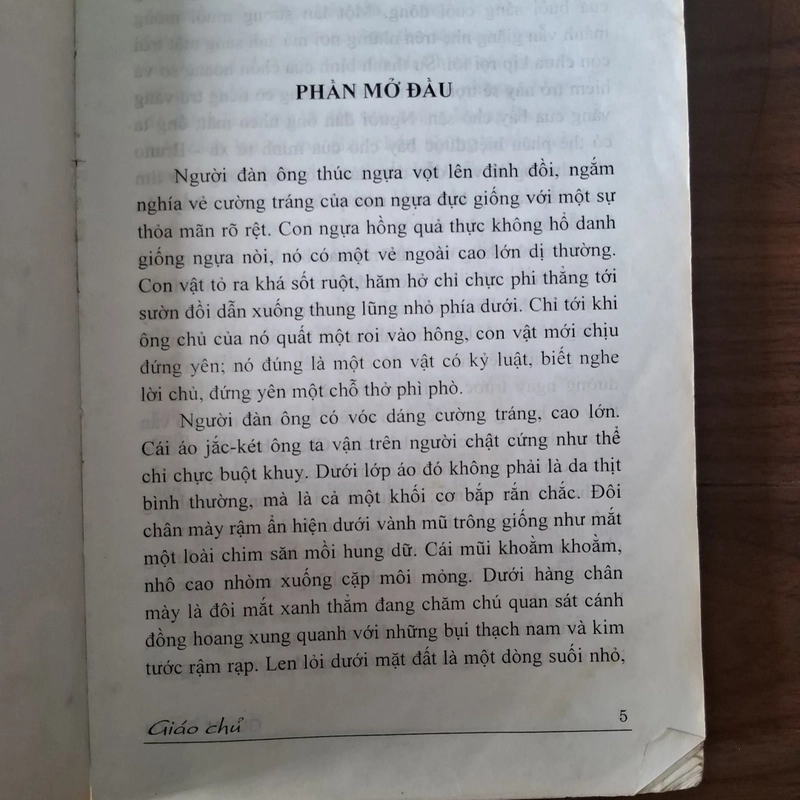 PHẦN MỞ ĐẦU
Người đàn ông thúc ngựa vọt lên đỉnh đồi, ngắm
nghía vẻ cường tráng của con ngựa đực giống với một sự
thỏa mãn rõ rệt. Con ngựa hồng quả thực không hổ danh
giống ngựa nòi, nó có một vẻ ngoài cao lớn dị thường.
Con vật tỏ ra khá sốt ruột, hăm hở chỉ chực phi thẳng tới
sườn đồi dẫn xuống thung lũng nhỏ phía dưới. Chỉ tới khi
ông chủ của nó quất một roi vào hông, con vật mới chịu
đứng yên; nó đúng là một con vật có kỷ luật, biết nghe
lời chủ, đứng yên một chỗ thở phì phò.
Người đàn ông có vóc dáng cường tráng, cao lớn.
Cái áo jắc-két ông ta vận trên người chật cứng như thể
chỉ chực buột khuy. Dưới lớp áo đó không phải là da thịt
bình thường, mà là cả một khối cơ bắp rắn chắc. Đôi
chân mày rậm ẩn hiện dưới vành mũ trông giống như mắt
một loài chim săn mồi hung dữ. Cái mũi khoằm khoằm,
nhô cao nhòm xuống cặp môi mỏng. Dưới hàng chân
mày là đôi mắt xanh thẳm đang chăm chú quan sát cánh
đồng hoang xung quanh với những bụi thạch nam và kim
tước rậm rạp. Len lỏi dưới mặt đất là một dòng suối nhỏ,
Giáo chủ
5